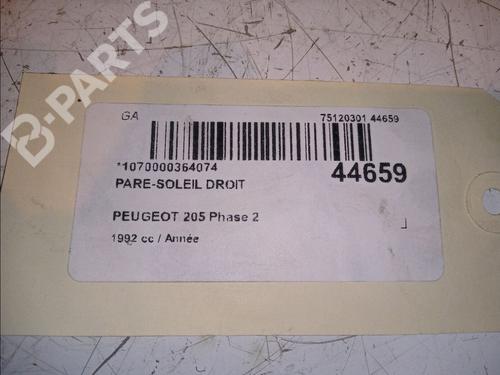 B-PARTS
GA
75120301 44659
*1070000364074
44659
PARE-SOLEIL DROIT
PEUGEOT 205 Phase 2
1992 cc / Année